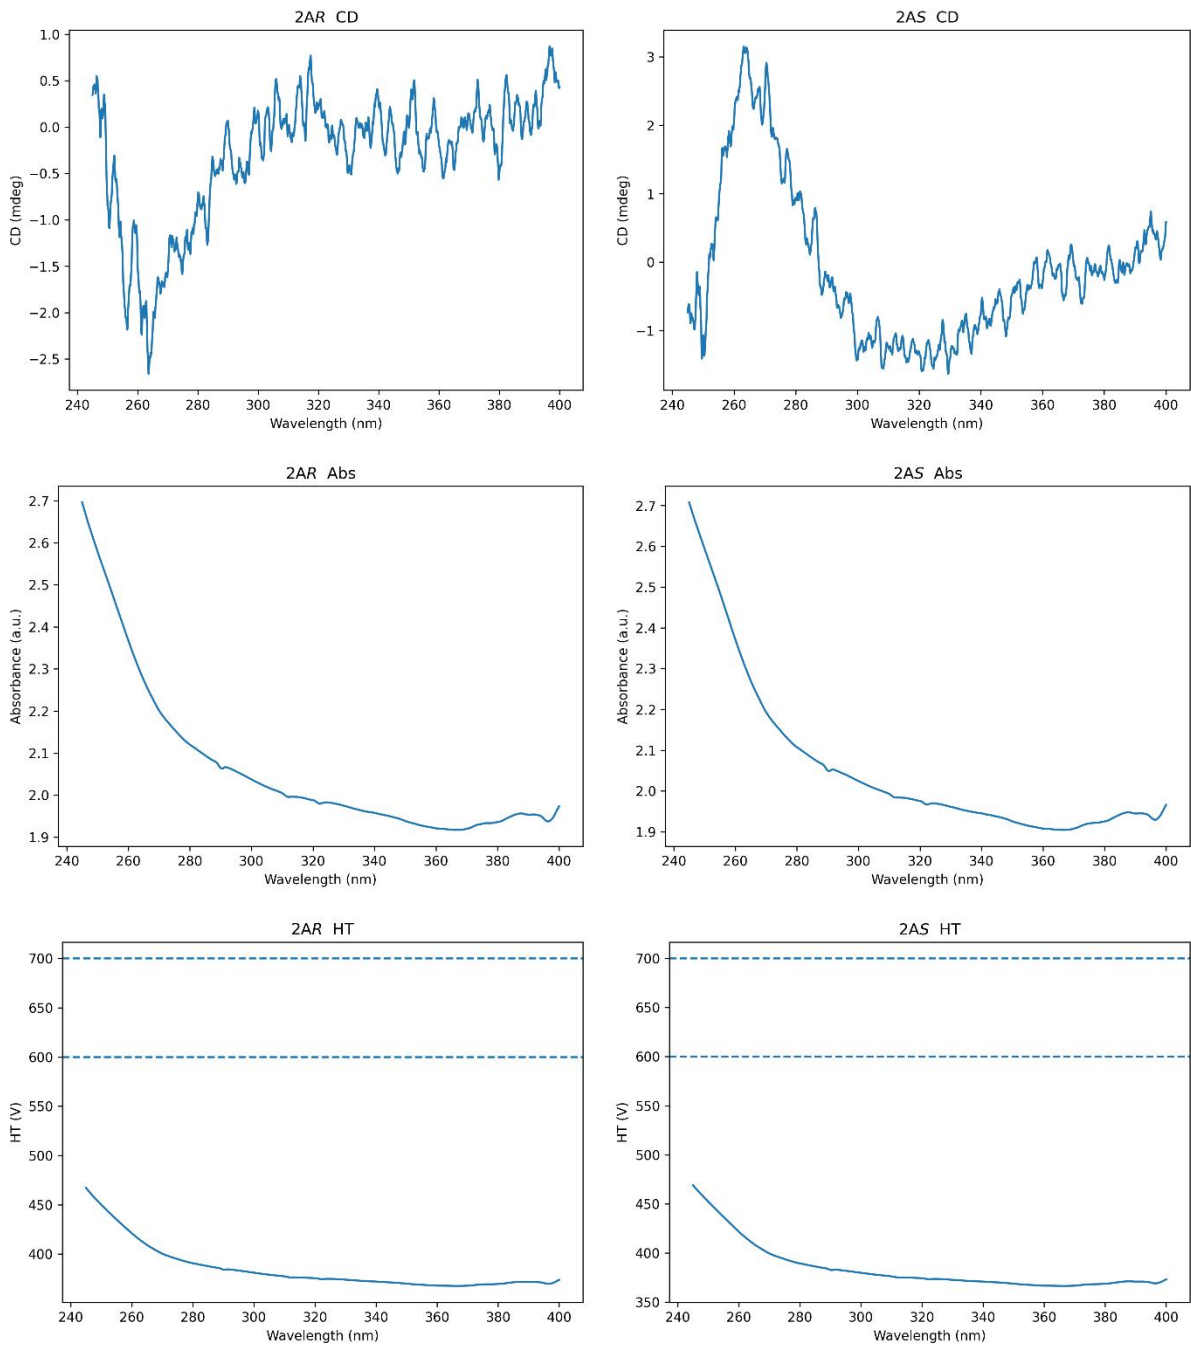 2AR CD
1.0
0.5
0.0
−0.5
−1.0
−1.5
−2.0
−2.5
CD (mdeg)
240 260 280 300 320 340 360 380 400
Wavelength (nm)
2AS CD
3
2
1
0
−1
CD (mdeg)
240 260 280 300 320 340 360 380 400
Wavelength (nm)
2AR Abs
2.7
2.6
2.5
2.4
2.3
2.2
2.1
2.0
1.9
Absorbance (a.u.)
240 260 280 300 320 340 360 380 400
Wavelength (nm)
2AS Abs
2.7
2.6
2.5
2.4
2.3
2.2
2.1
2.0
1.9
Absorbance (a.u.)
240 260 280 300 320 340 360 380 400
Wavelength (nm)
2AR HT
700
650
600
550
500
450
400
HT (V)
240 260 280 300 320 340 360 380 400
Wavelength (nm)
2AS HT
700
650
600
550
500
450
400
350
HT (V)
240 260 280 300 320 340 360 380 400
Wavelength (nm)